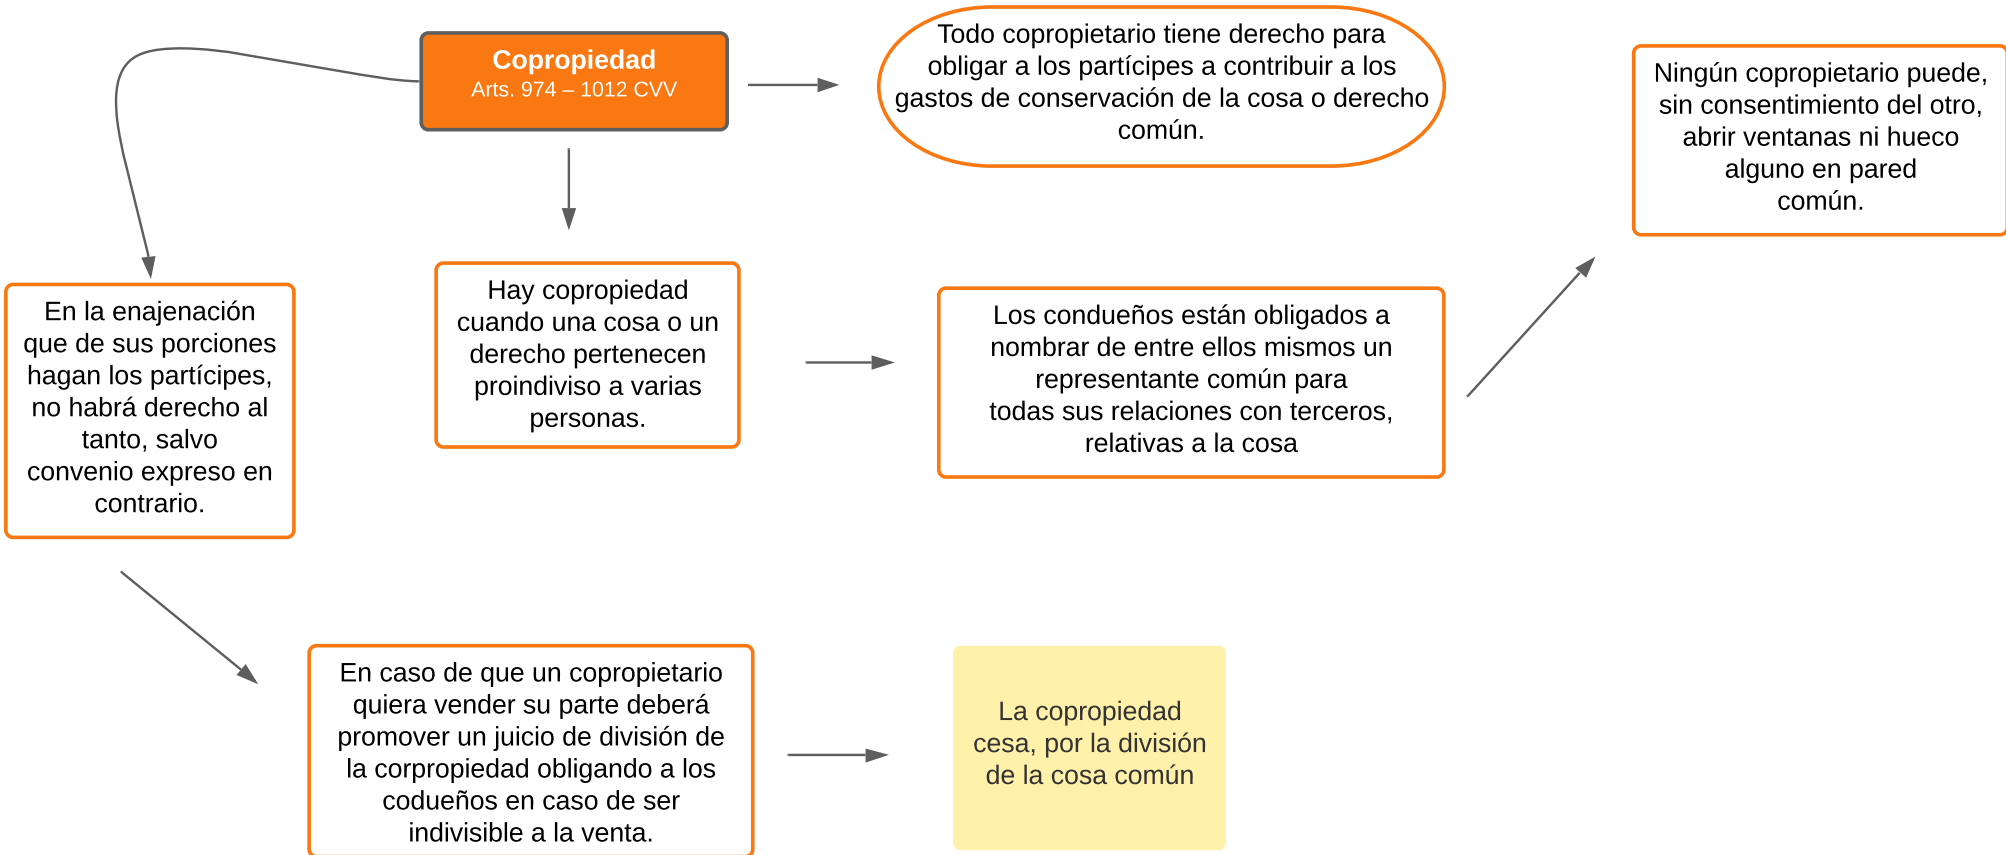 Copropiedad
Arts. 974 – 1012 CVV
Todo copropietario tiene derecho para
obligar a los partícipes a contribuir a los
gastos de conservación de la cosa o derecho
común.
Ningún copropietario puede,
sin consentimiento del otro,
abrir ventanas ni hueco
alguno en pared
común.
En la enajenación
que de sus porciones
hagan los partícipes,
no habrá derecho al
tanto, salvo
convenio expreso en
contrario.
Hay copropiedad
cuando una cosa o un
derecho pertenecen
proindiviso a varias
personas.
Los condueños están obligados a
nombrar de entre ellos mismos un
representante común para
todas sus relaciones con terceros,
relativas a la cosa
En caso de que un copropietario
quiera vender su parte deberá
promover un juicio de división de
la corpropiedad obligando a los
codueños en caso de ser
indivisible a la venta.
La copropiedad
cesa, por la división
de la cosa común